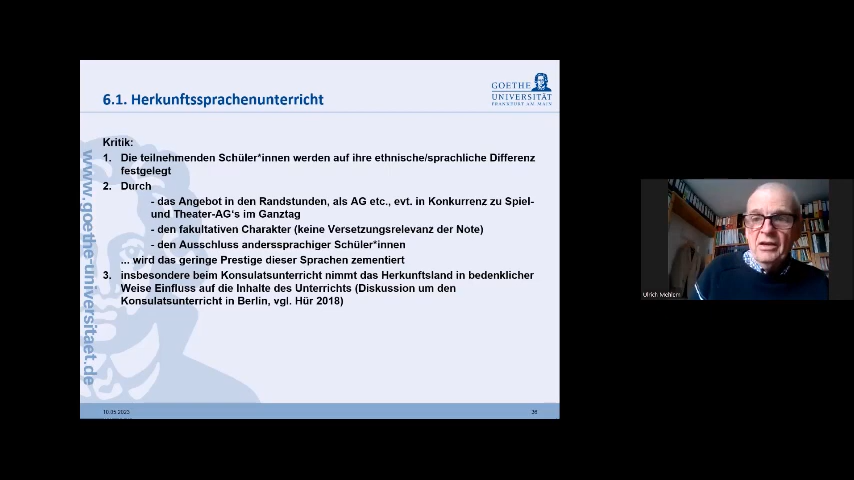 6.1. Herkunftssprachenunterricht
GOETHE
UNIVERSITÄT
FRANKFURT AM MAIN
www.goethe-universitaet.de
Kritik:
1. Die teilnehmenden Schüler*innen werden auf ihre ethnische/sprachliche Differenz
festgelegt
2. Durch
- das Angebot in den Randstunden, als AG etc., evt. in Konkurrenz zu Spiel-
und Theater-AG's im Ganztag
- den fakultativen Charakter (keine Versetzungsrelevanz der Note)
- den Ausschluss anderssprachiger Schüler*innen
... wird das geringe Prestige dieser Sprachen zementiert
3. insbesondere beim Konsulatsunterricht nimmt das Herkunftsland in bedenklicher
Weise Einfluss auf die Inhalte des Unterrichts (Diskussion um den
Konsulatsunterricht in Berlin, vgl. Hür 2018)
Ulrich Mehlem
36